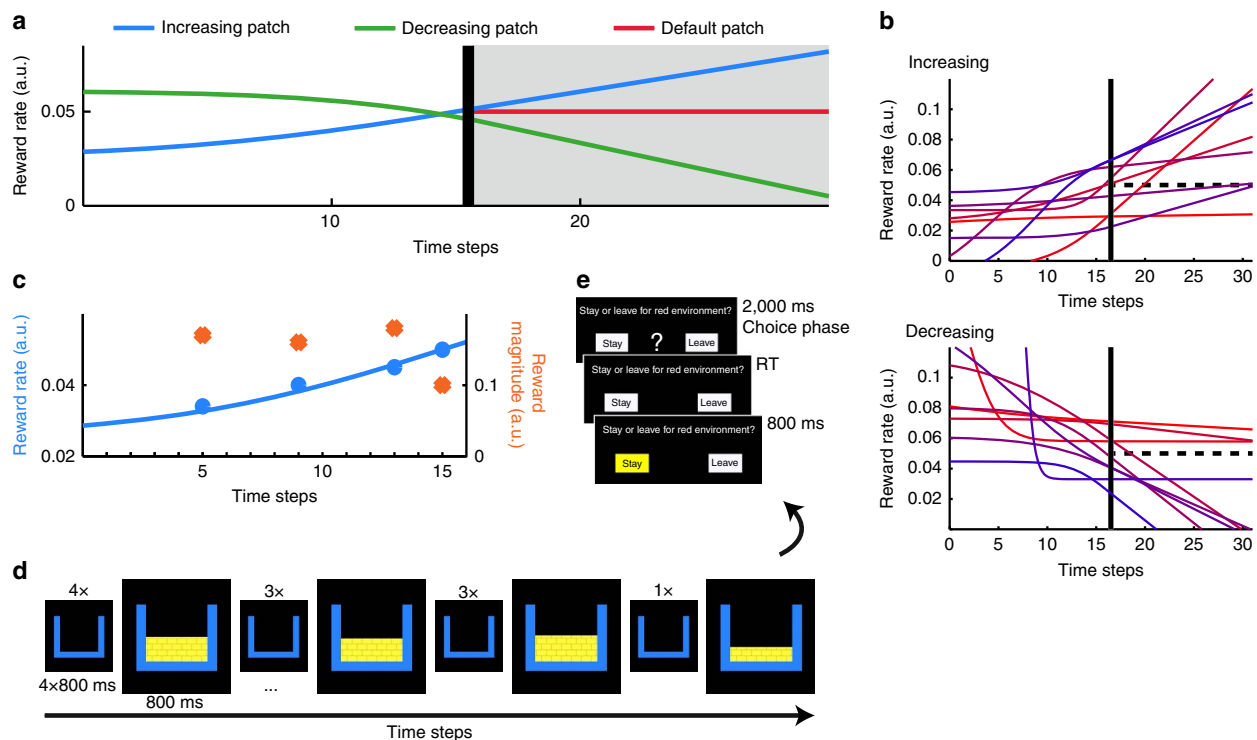 a
Increasing patch
Decreasing patch
Default patch
Reward rate (a.u.)
0.05
0
10
20
Time steps
b
Increasing
Reward rate (a.u.)
0.1
0.08
0.06
0.04
0.02
0
0
5
10
15
20
25
30
Time steps
Decreasing
Reward rate (a.u.)
0.1
0.08
0.06
0.04
0.02
0
5
10
15
20
25
30
Time steps
c
Reward rate (a.u.)
0.04
0.02
5
10
15
Time steps
0.1
0
Reward
magnitude (a.u.)
e
Stay or leave for red environment?
Stay
?
Leave
2,000 ms
Choice phase
Stay or leave for red environment?
Stay
Leave
RT
Stay or leave for red environment?
Stay
Leave
800 ms
d
4×
3×
3×
1×
4×800 ms
800 ms
...
Time steps